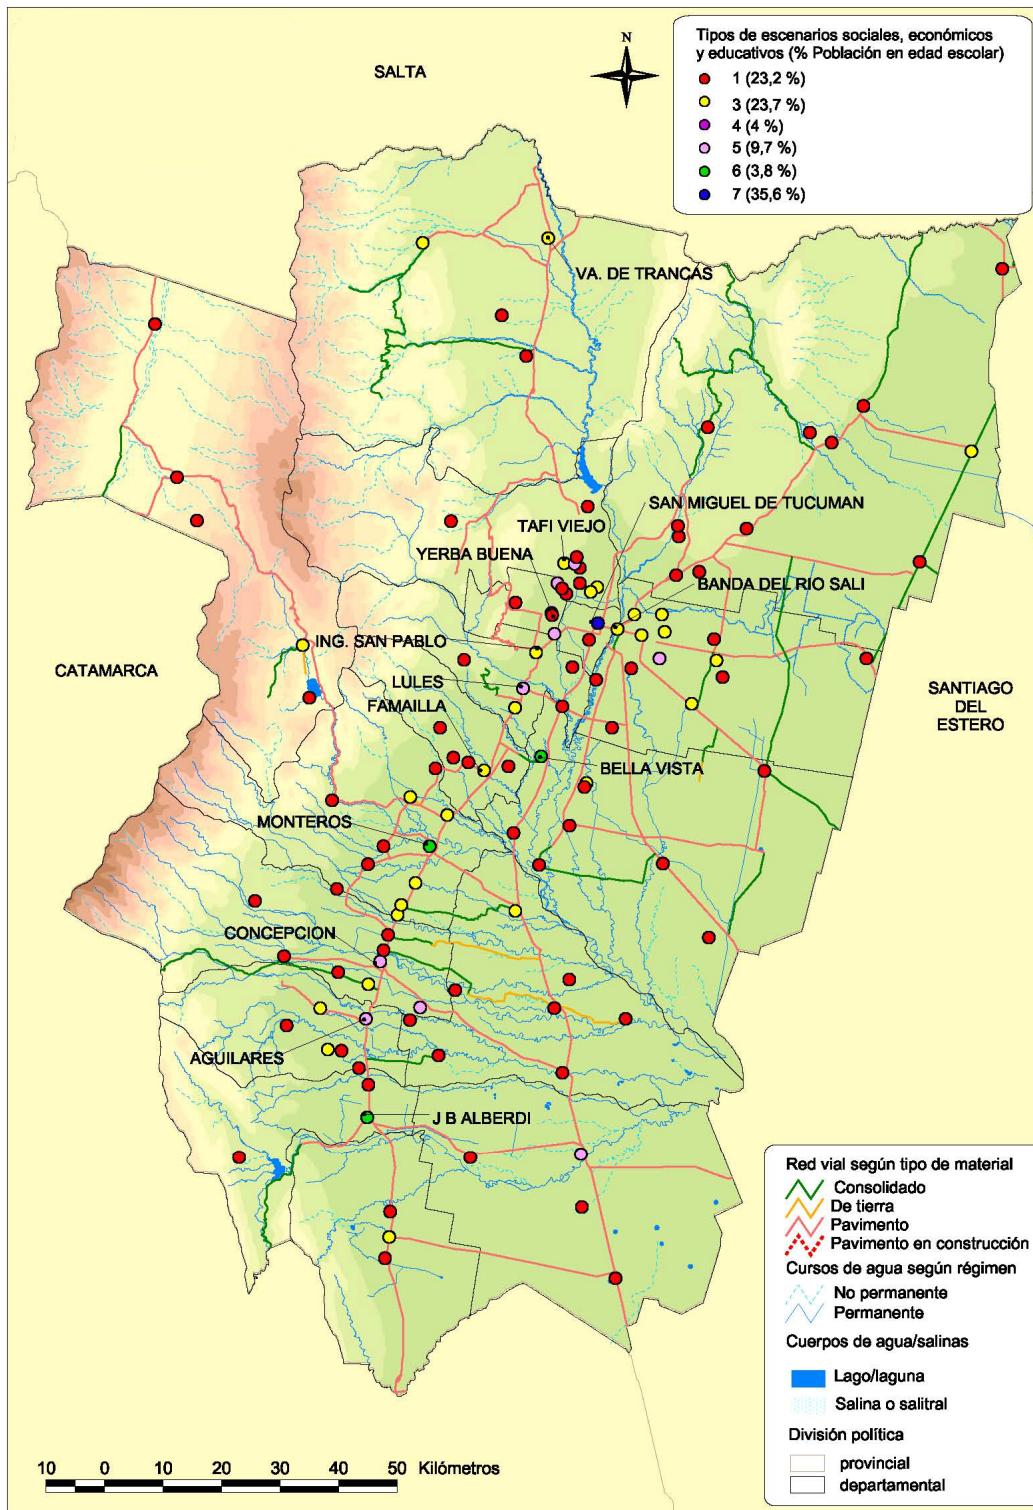 Tipos de escenarios sociales, económicos
y educativos (% Población en edad escolar)
1 (23,2 %)
3 (23,7 %)
4 (4 %)
5 (9,7 %)
6 (3,8 %)
7 (35,6 %)
N
SALTA
VA. DE TRANCAS
SAN MIGUEL DE TUCUMAN
TAFI VIEJO
YERBA BUENA
BANDA DEL RIO SALI
ING. SAN PABLO
CATAMARCA
LULES
FAMAILLA
SANTIAGO
DEL
ESTERO
BELLA VISTA
MONTEROS
CONCEPCION
AGUILARES
J B ALBERDI
Red vial según tipo de material
Consolidado
De tierra
Pavimento
Pavimento en construcción
Cursos de agua según régimen
No permanente
Permanente
Cuerpos de agua/salinas
Lago/laguna
Salina o salitral
División política
provincial
departamental
10 0 10 20 30 40 50 Kilómetros